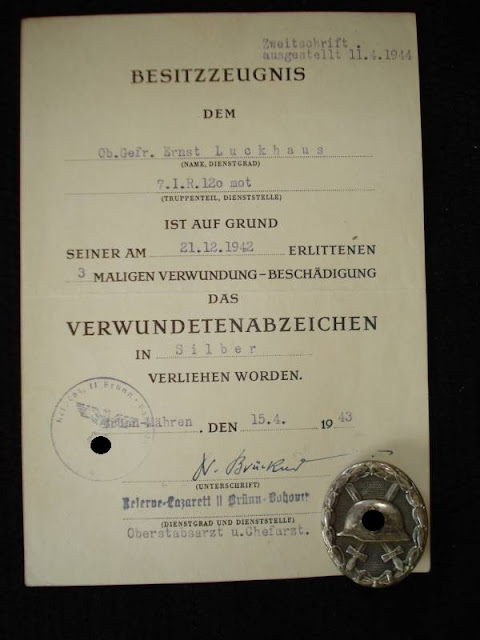 Zweitschrift.
ausgestellt 11.4.1944
BESITZZEUGNIS
DEM
Ob.Gefr. Ernst Luckhaus
(NAME, DIENSTGRAD)
7.I.R.12o mot
(TRUPPENTEIL, DIENSTSTELLE)
IST AUF GRUND
SEINER AM 21.12.1942 ERLITTENEN
3 MALIGEN VERWUNDUNG–BESCHÄDIGUNG
DAS
VERWUNDETENABZEICHEN
IN Silber
VERLIEHEN WORDEN.
Brünn-Mähren. DEN 15.4. 1943
(UNTERSCHRIFT)
Reserve-Lazarett II Brünn
(DIENSTGRAD UND DIENSTSTELLE)
Oberstabsarzt u.Chefarzt.